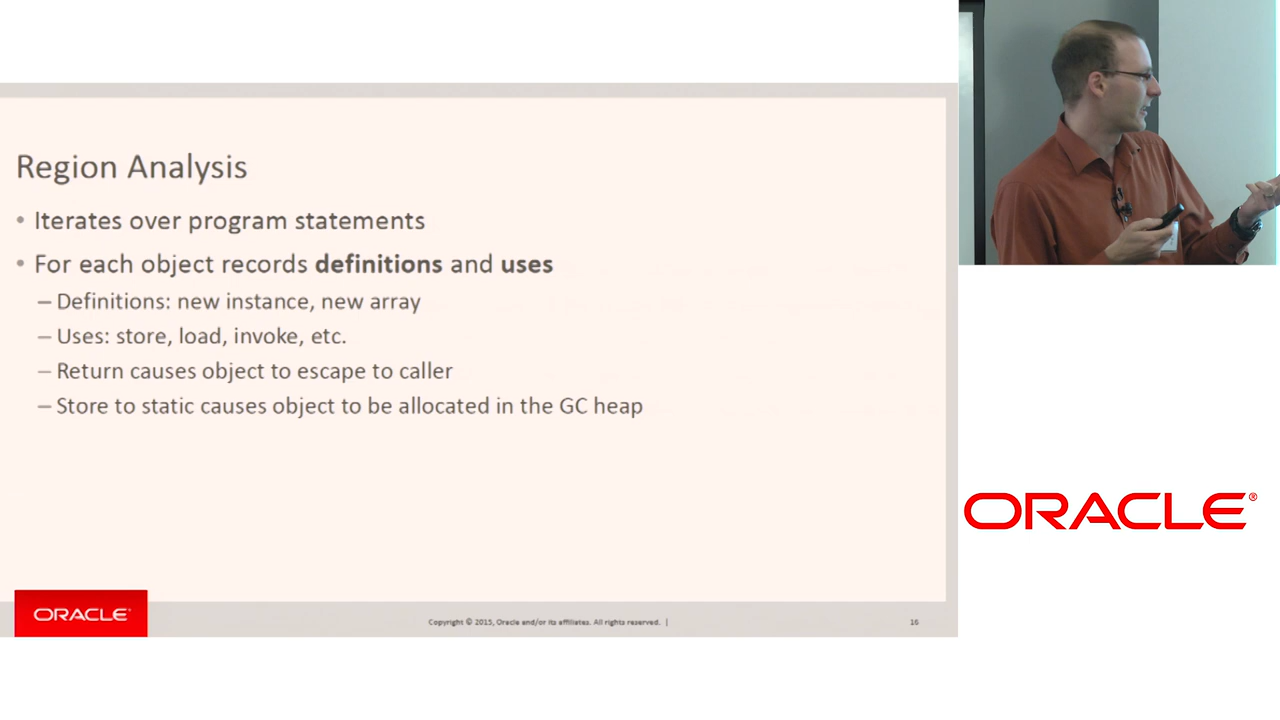 Region Analysis
• Iterates over program statements
• For each object records definitions and uses
– Definitions: new instance, new array
– Uses: store, load, invoke, etc.
– Return causes object to escape to caller
– Store to static causes object to be allocated in the GC heap
ORACLE®
ORACLE®
Copyright © 2015, Oracle and/or its affiliates. All rights reserved. |
16